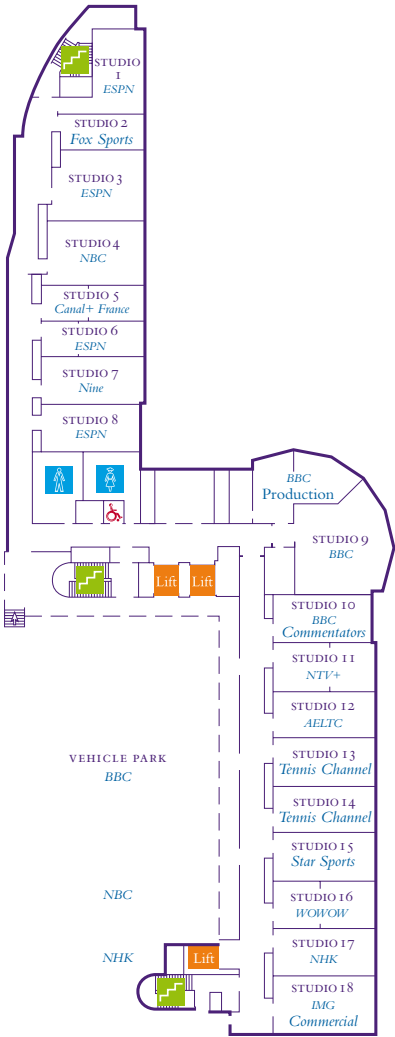 STUDIO
1
ESPN
STUDIO 2
Fox Sports
STUDIO 3
ESPN
STUDIO 4
NBC
STUDIO 5
Canal+ France
STUDIO 6
ESPN
STUDIO 7
Nine
STUDIO 8
ESPN
BBC
Production
STUDIO 9
BBC
Lift
Lift
STUDIO 10
BBC
Commentators
STUDIO 11
NTV+
STUDIO 12
AELTC
STUDIO 13
Tennis Channel
STUDIO 14
Tennis Channel
STUDIO 15
Star Sports
STUDIO 16
WOWOW
STUDIO 17
NHK
STUDIO 18
IMG
Commercial
VEHICLE PARK
BBC
NBC
NHK
Lift